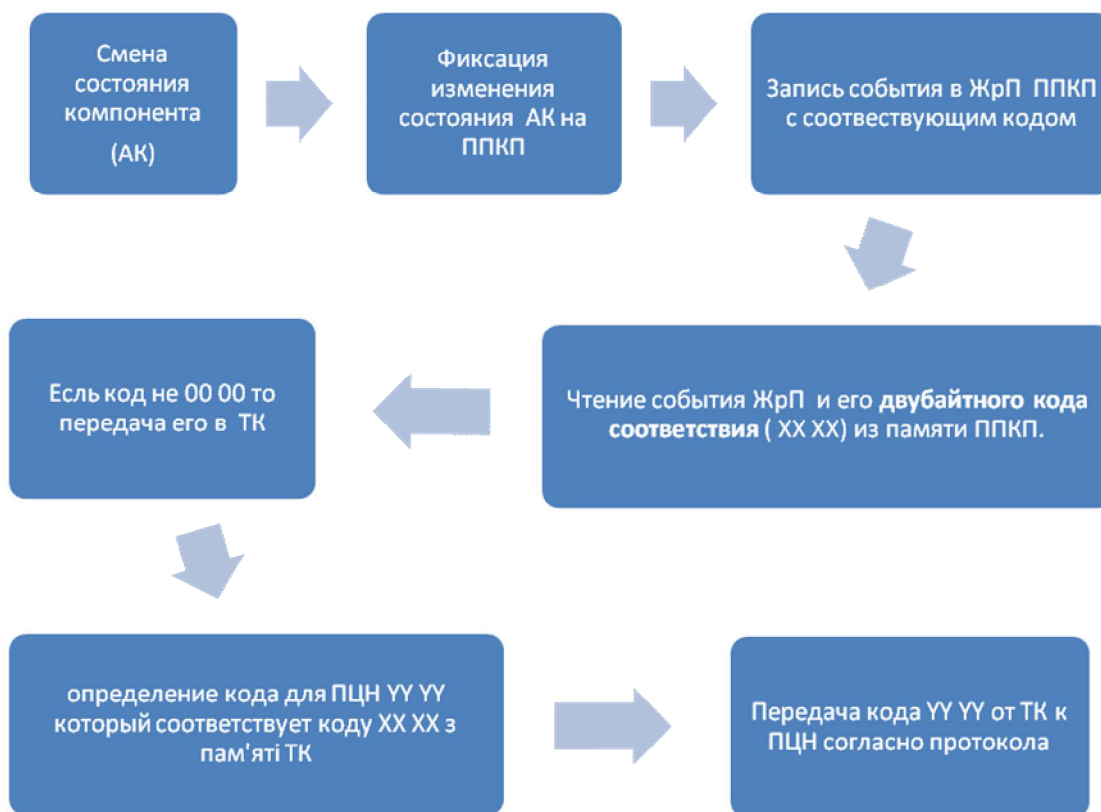 Смена
состояния
компонента
(АК)
Фиксация
изменения
состояния АК на
ППКП
Запись события в ЖрП ППКП
с соотвествующим кодом
Чтение события ЖрП и его двубайтного кода
соответствия ( XX XX) из памяти ППКП.
Есль код не 00 00 то
передача его в ТК
определение кода для ПЦН YY YY
который соответствует коду XX XX з
пам'яті ТК
Передача кода YY YY от ТК к
ПЦН согласно протокола